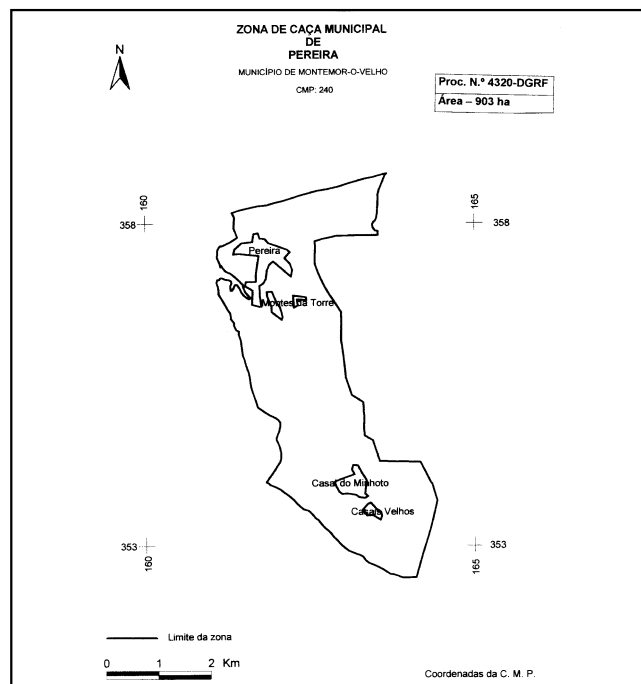 ZONA DE CAÇA MUNICIPAL
DE
PEREIRA
MUNICÍPIO DE MONTEMOR-O-VELHO
CMP: 240
N
Proc. N.º 4320-DGRF
Área – 903 ha
160
165
358
358
Pereira
Montes da Torre
Casal do Minhoto
Casais Velhos
353
353
160
165
Limite da zona
0 1 2 Km
Coordenadas da C. M. P.